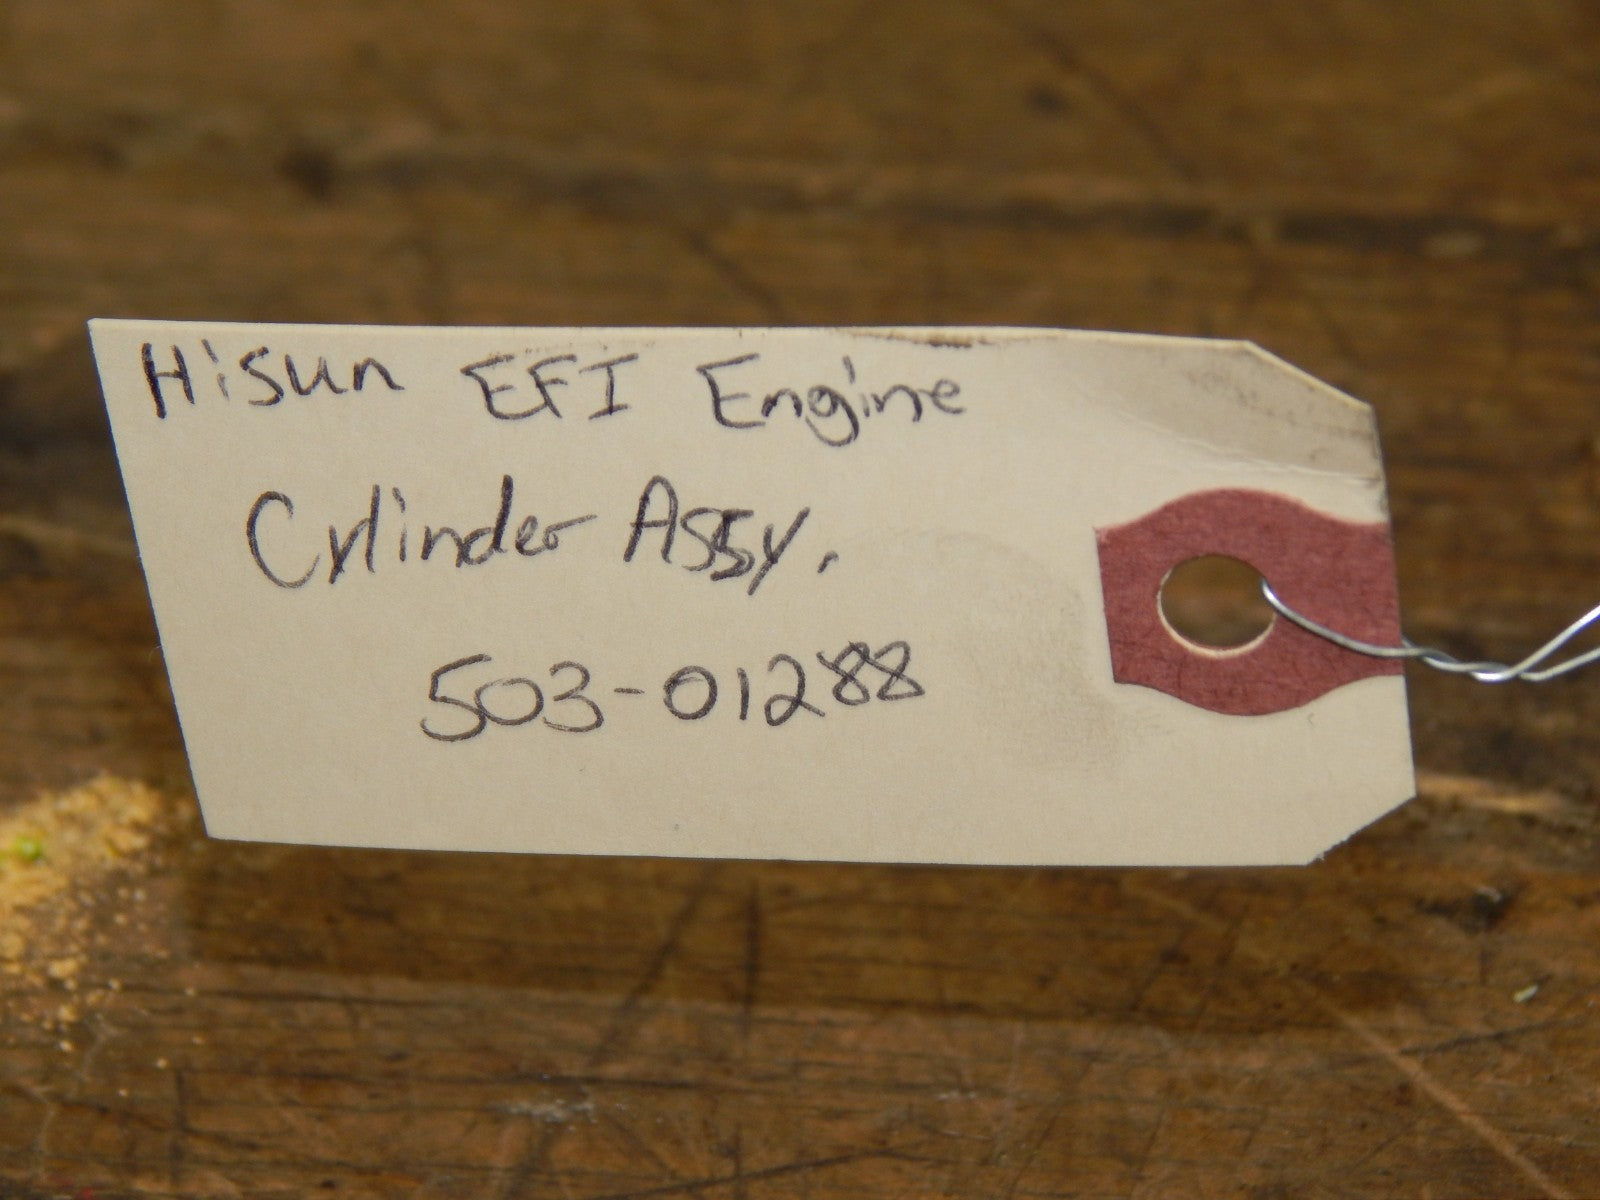 Hisun EFI Engine
Cylinder Assy.
503-01288